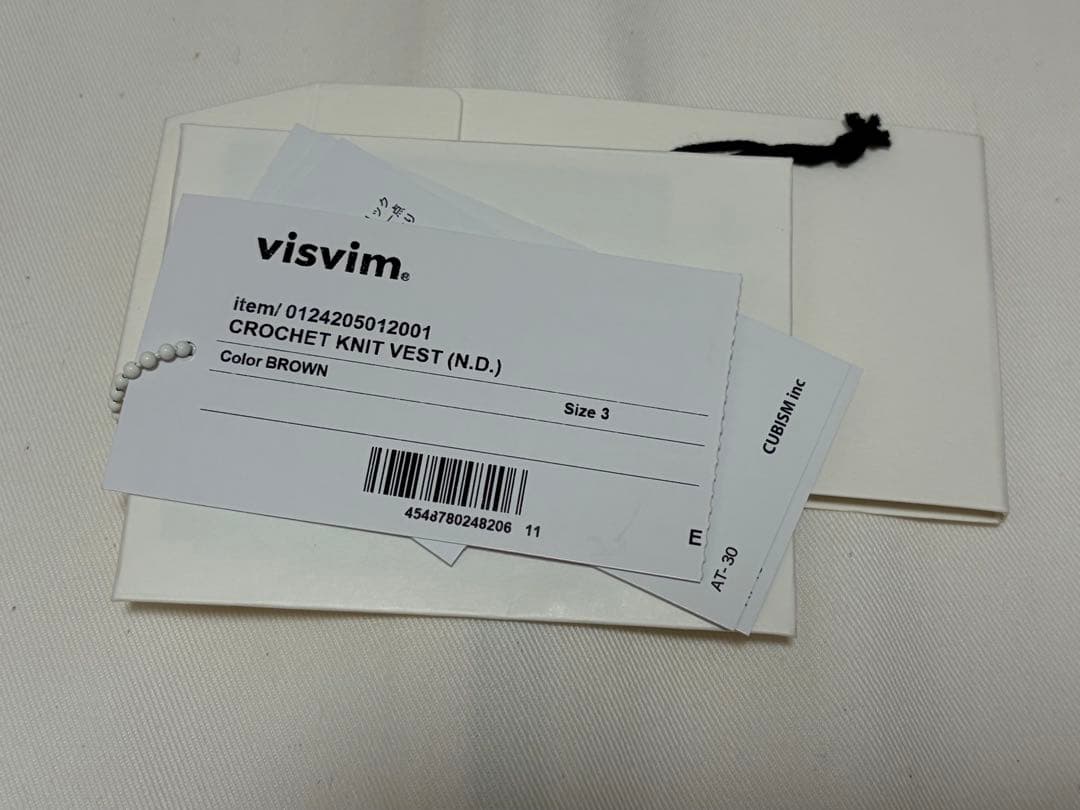 visvim®
item/ 0124205012001
CROCHET KNIT VEST (N.D.)
Color BROWN
Size 3
4548780248206 11
E
CUBISM inc
AT-30